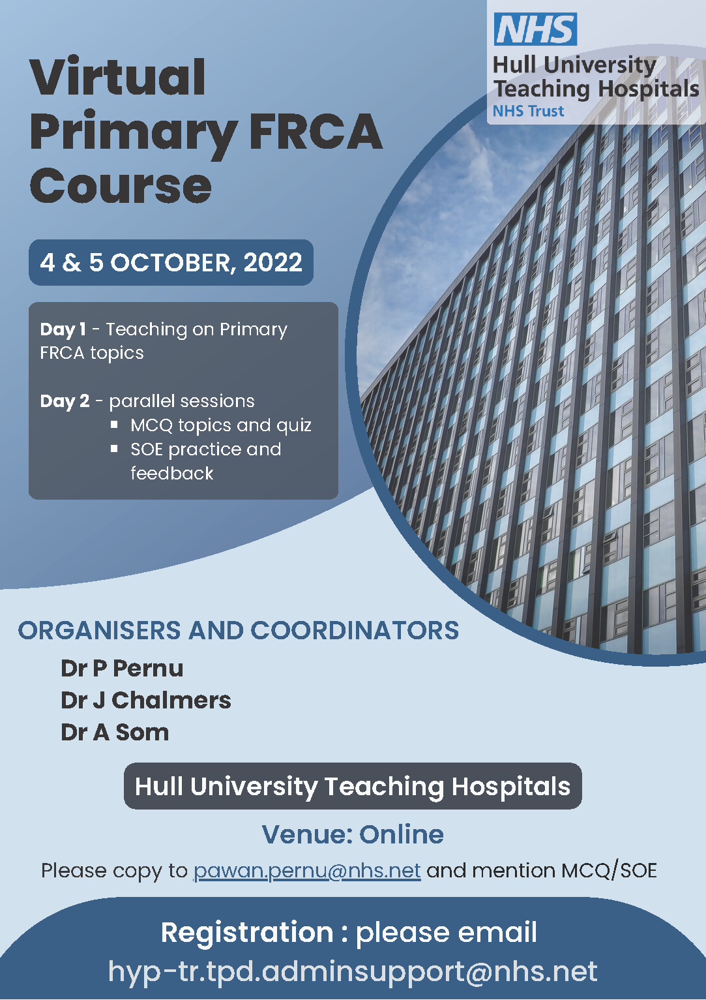 NHS
Hull University
Teaching Hospitals
NHS Trust
Virtual
Primary FRCA
Course
4 & 5 OCTOBER, 2022
Day 1 - Teaching on Primary
FRCA topics
Day 2 - parallel sessions
▪ MCQ topics and quiz
▪ SOE practice and
feedback
ORGANISERS AND COORDINATORS
Dr P Pernu
Dr J Chalmers
Dr A Som
Hull University Teaching Hospitals
Venue: Online
Please copy to pawan.pernu@nhs.net and mention MCQ/SOE
Registration : please email
hyp-tr.tpd.adminsupport@nhs.net